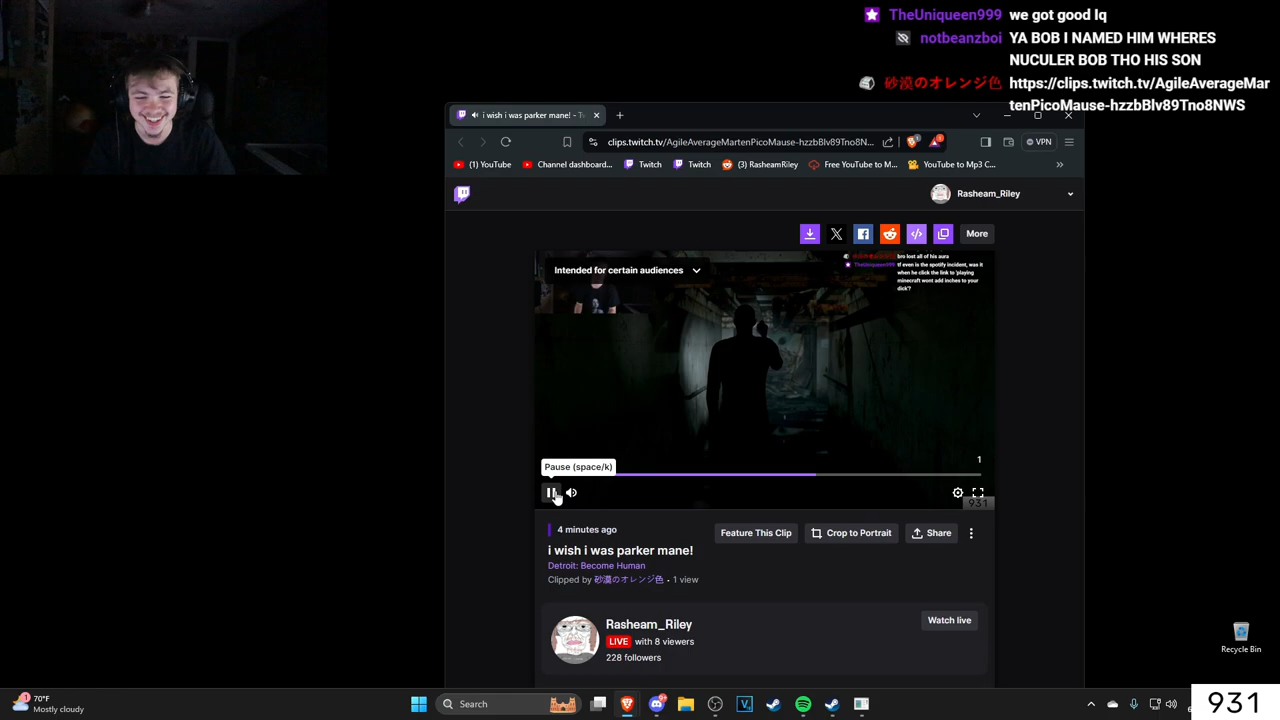 TheUniqueen999 we got good Iq
notbeanzboi YA BOB I NAMED HIM WHERES
NUCULER BOB THO HIS SON
砂漠のオレンジ色 https://clips.twitch.tv/AgileAverageMar
tenPicoMause-hzzbBlv89Tno8NWS
i wish i was parker mane! - Tw
clips.twitch.tv/AgileAverageMartenPicoMause-hzzbBlv89Tno8N...
VPN
(1) YouTube
Channel dashboard...
Twitch
Twitch
(3) RasheamRiley
Free YouTube to M...
YouTube to Mp3 C...
Rasheam_Riley
More
Intended for certain audiences
bro lost all of his aura
TheUniqueen999 tf even is the spotify incident, was it
when he click the link to 'playing
minecraft wont add inches to your
dick'?
1
Pause (space/k)
931
4 minutes ago
Feature This Clip
Crop to Portrait
Share
i wish i was parker mane!
Detroit: Become Human
Clipped by 砂漠のオレンジ色 • 1 view
Rasheam_Riley
Watch live
LIVE with 8 viewers
228 followers
Recycle Bin
1
70°F
Mostly cloudy
Search
931